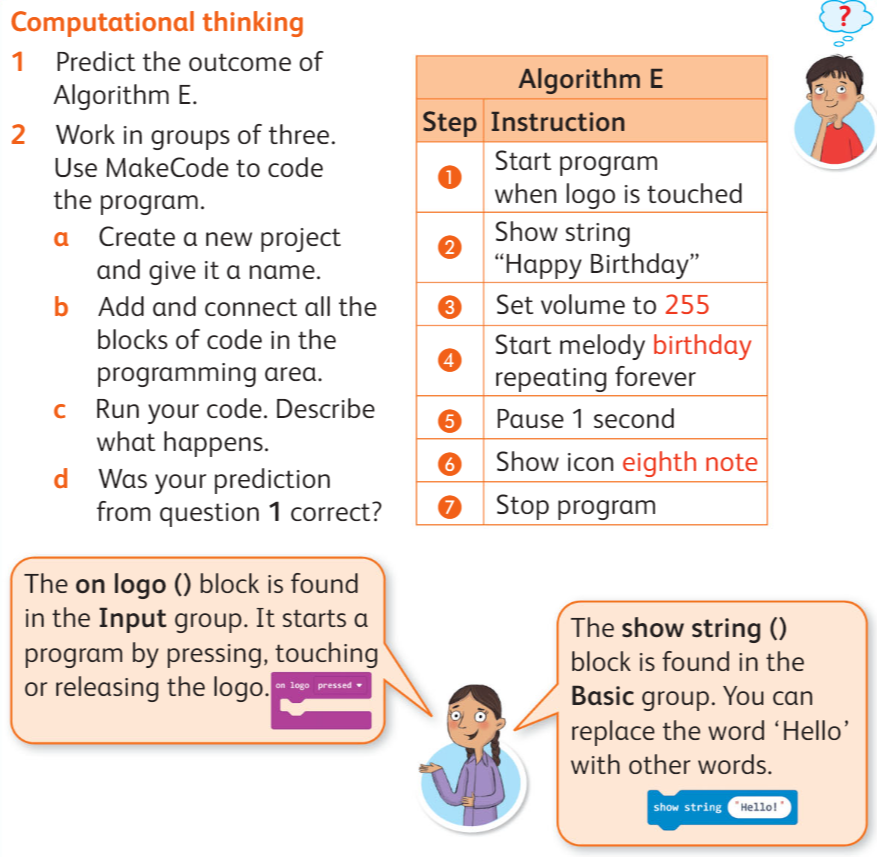 Computational thinking
1 Predict the outcome of
Algorithm E.
2 Work in groups of three.
Use MakeCode to code
the program.
a Create a new project
and give it a name.
b Add and connect all the
blocks of code in the
programming area.
c Run your code. Describe
what happens.
d Was your prediction
from question 1 correct?
?
Algorithm E
Step Instruction
1 Start program
when logo is touched
2 Show string
“Happy Birthday”
3 Set volume to 255
4 Start melody birthday
repeating forever
5 Pause 1 second
6 Show icon eighth note
7 Stop program
The on logo () block is found
in the Input group. It starts a
program by pressing, touching
or releasing the logo.
on logo pressed
The show string ()
block is found in the
Basic group. You can
replace the word ‘Hello’
with other words.
show string "Hello!"